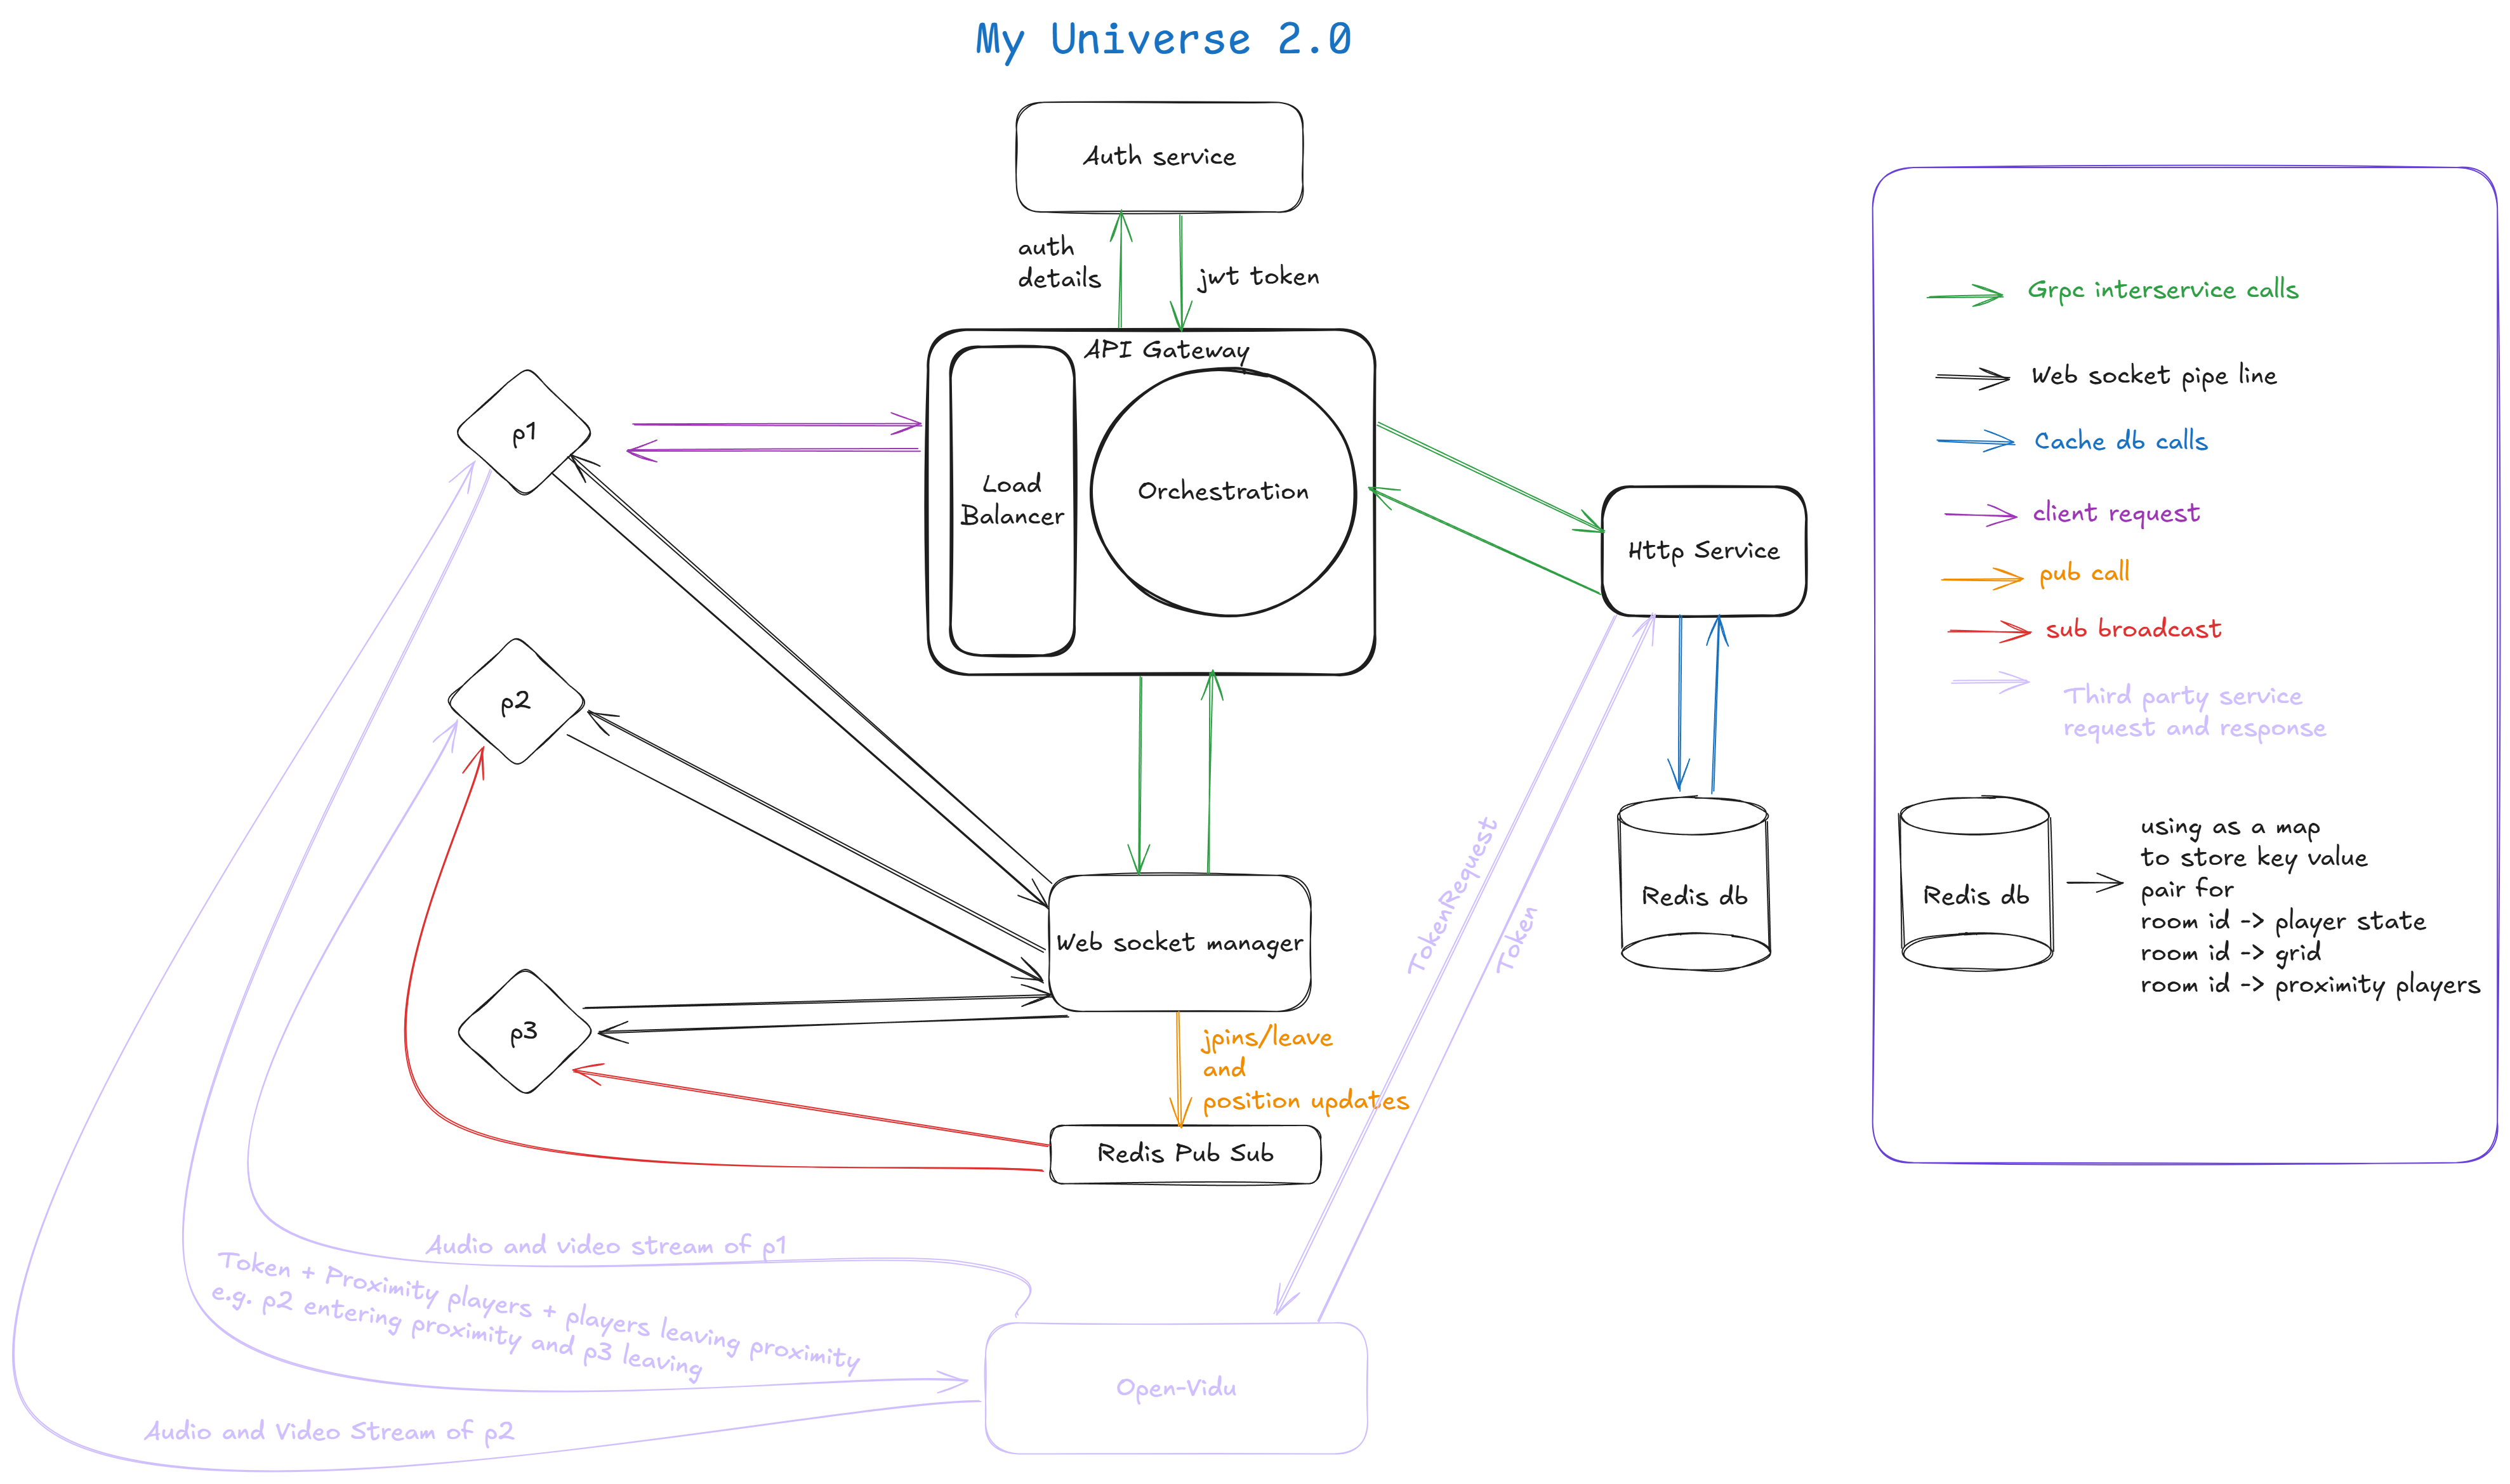 My Universe 2.0
Auth service
auth
details
jwt token
API Gateway
Load
Balancer
Orchestration
p1
p2
p3
Http Service
Web socket manager
Redis db
jpins/leave
and
position updates
Redis Pub Sub
TokenRequest
Token
Audio and video stream of p1
Token + Proximity players + players leaving proximity
e.g. p2 entering proximity and p3 leaving
Audio and Video Stream of p2
Open-Vidu
Grpc interservice calls
Web socket pipe line
Cache db calls
client request
pub call
sub broadcast
Third party service
request and response
Redis db
using as a map
to store key value
pair for
room id -> player state
room id -> grid
room id -> proximity players